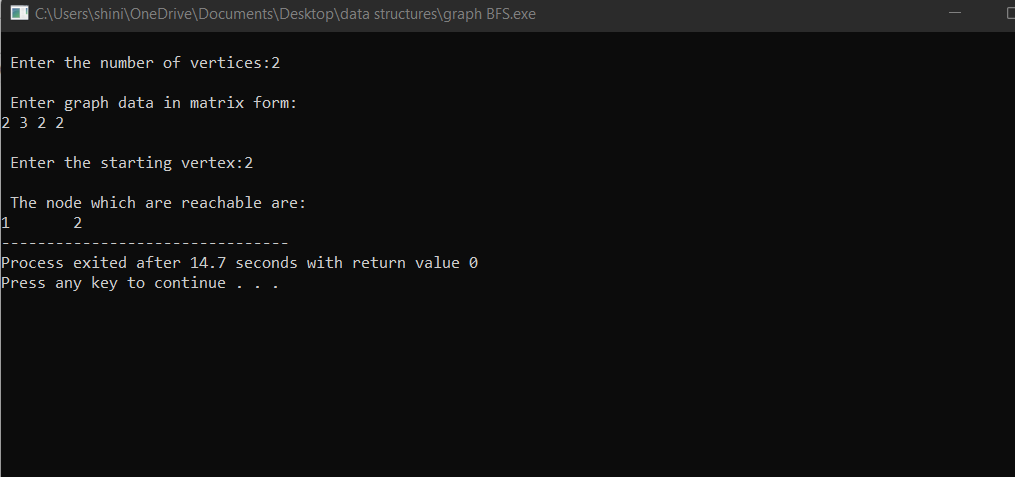 C:\Users\shini\OneDrive\Documents\Desktop\data structures\graph BFS.exe
Enter the number of vertices:2
Enter graph data in matrix form:
2 3 2 2
Enter the starting vertex:2
The node which are reachable are:
1 2
--------------------------------
Process exited after 14.7 seconds with return value 0
Press any key to continue . . .